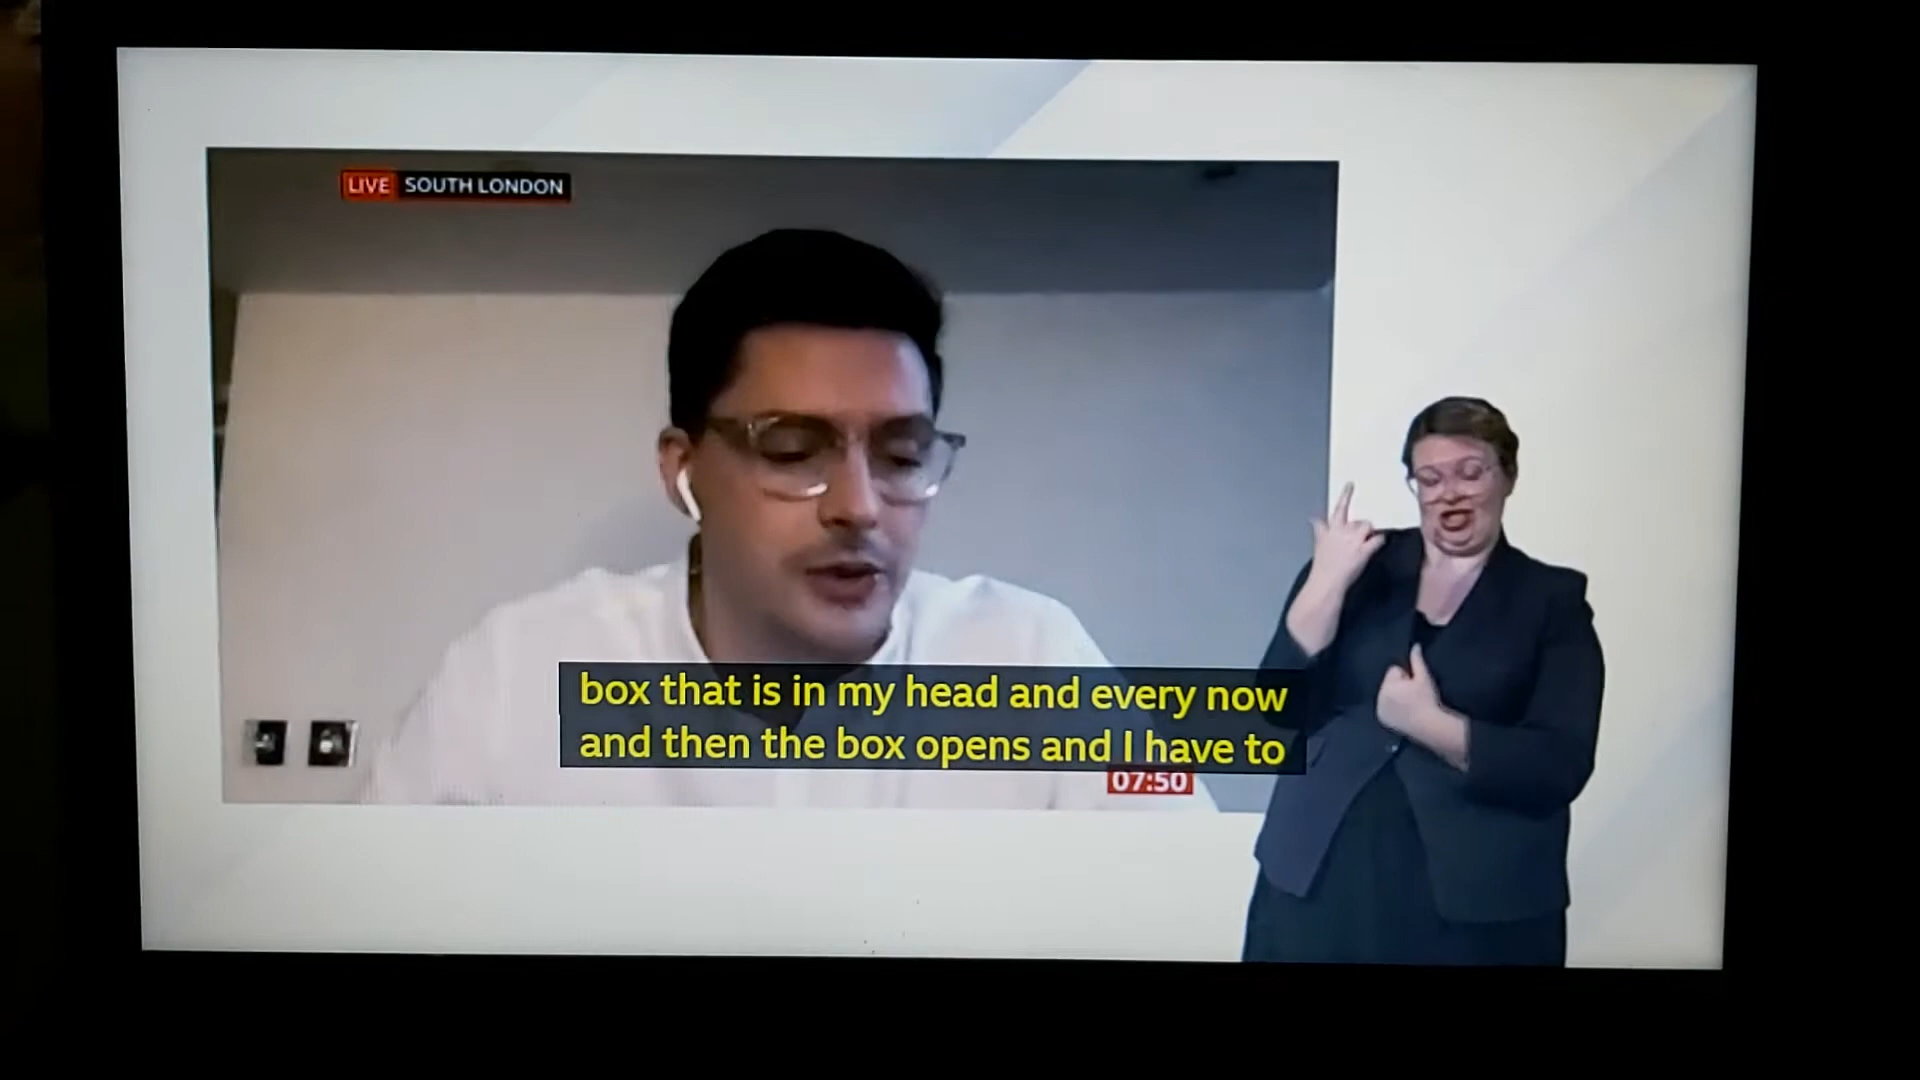 LIVE SOUTH LONDON
box that is in my head and every now
and then the box opens and I have to
07:50